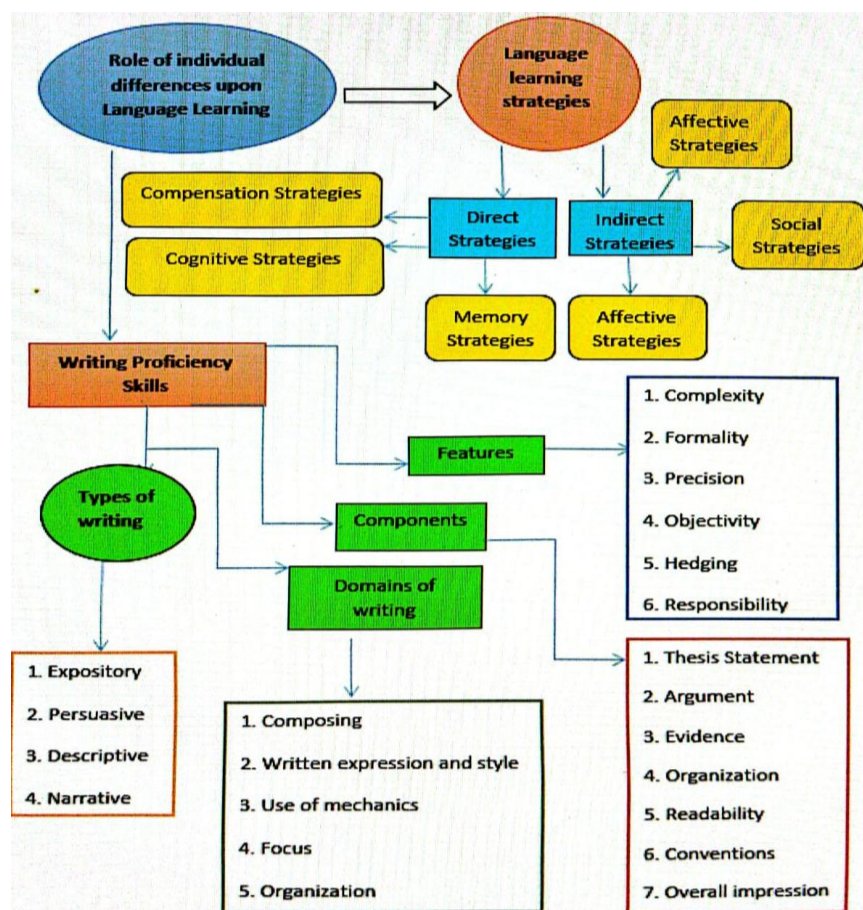 Role of individual
differences upon
Language Learning
Language
learning
strategies
Affective
Strategies
Compensation Strategies
Direct
Strategies
Indirect
Strategies
Social
Strategies
Cognitive Strategies
Memory
Strategies
Affective
Strategies
Writing Proficiency
Skills
1. Complexity
2. Formality
3. Precision
4. Objectivity
5. Hedging
6. Responsibility
Features
Types of
writing
Components
Domains of
writing
1. Expository
2. Persuasive
3. Descriptive
4. Narrative
1. Composing
2. Written expression and style
3. Use of mechanics
4. Focus
5. Organization
1. Thesis Statement
2. Argument
3. Evidence
4. Organization
5. Readability
6. Conventions
7. Overall impression